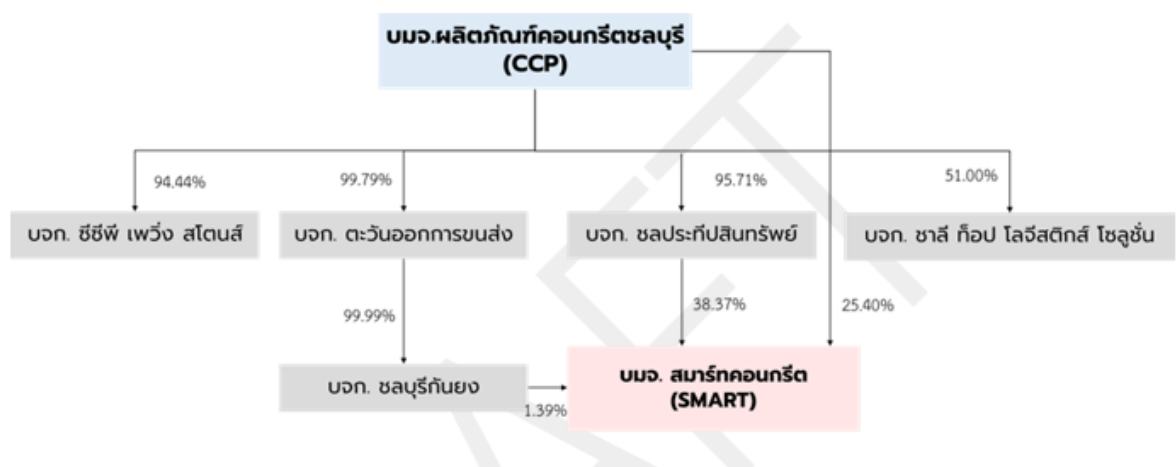 บมจ.ผลิตภัณฑ์คอนกรีตชลบุรี
(CCP)
94.44%
99.79%
95.71%
51.00%
บจก. ซีซีพี เพวิ่ง สโตนส์
บจก. ตะวันออกการขนส่ง
บจก. ชลประทีปสินทรัพย์
บจก. ชาลี ท็อป โลจีสติกส์ โซลูชั่น
99.99%
38.37%
25.40%
บจก. ชลบุรีกันยง
1.39%
บมจ. สมาร์ทคอนกรีต
(SMART)